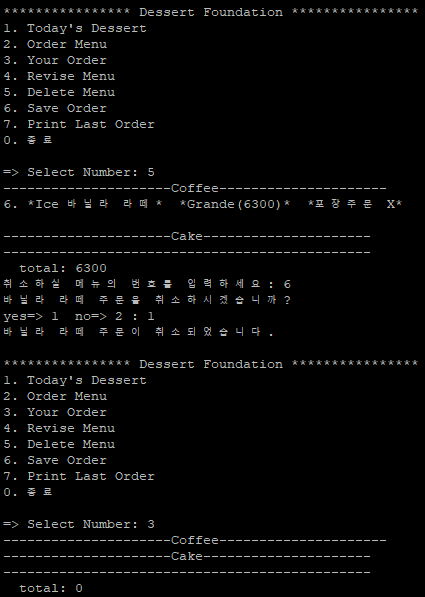 **************** Dessert Foundation ****************
1. Today's Dessert
2. Order Menu
3. Your Order
4. Revise Menu
5. Delete Menu
6. Save Order
7. Print Last Order
0. 종료
=> Select Number: 5
---------------------Coffee---------------------
6. *Ice 바닐라 라떼*  *Grande(6300)*  *포장주문 X*
---------------------Cake---------------------
----------------------------------------------
  total: 6300
취소하실 메뉴의 번호를 입력하세요: 6
바닐라 라떼 주문을 취소하시겠습니까?
yes=> 1  no=> 2 : 1
바닐라 라떼 주문이 취소되었습니다.
**************** Dessert Foundation ****************
1. Today's Dessert
2. Order Menu
3. Your Order
4. Revise Menu
5. Delete Menu
6. Save Order
7. Print Last Order
0. 종료
=> Select Number: 3
---------------------Coffee---------------------
---------------------Cake---------------------
----------------------------------------------
  total: 0